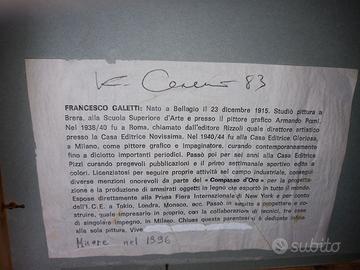 83
FRANCESCO GALETTI: Nato a Bellagio il 23 dicembre 1915. Studiò pittura a
Brera, alla Scuola Superiore d'Arte e presso il pittore grafico Armando Pomi.
Nel 1938/40 fu a Roma, chiamato dall'editore Rizzoli quale direttore artistico
presso la Casa Editrice Novissima. Nel 1940/44 fu alla Casa Editrice Gloriosa,
a Milano, come pittore grafico e impaginatore, curando contemporaneamente
fino a diciotto importanti periodici. Passò poi per sei anni alla Casa Editrice
Pizzi curando pregevoli pubblicazioni e il primo settimanale sportivo edito a
colori. Licenziatosi per seguire proprie attività nel campo industriale, conseguì
diverse menzioni onorevoli da parte del « Compasso d'Oro » per la progetta-
zione e la produzione di ammirati oggetti in legno che esportò in tutto il mondo.
Espose direttamente alla Prima Fiera Internazionale di New York e per conto
dell'I.C.E. a Tokio, Londra, Monaco, ecc. Passò in seguito a progettare e co-
struire, quale impresario in proprio, con la collaborazione di tecnici, tre case
di singolare impegno, in Milano. Chiusa questa parentesi si è dedicato infine
alla sola pittura. Vive
Muore nel 1996
subito